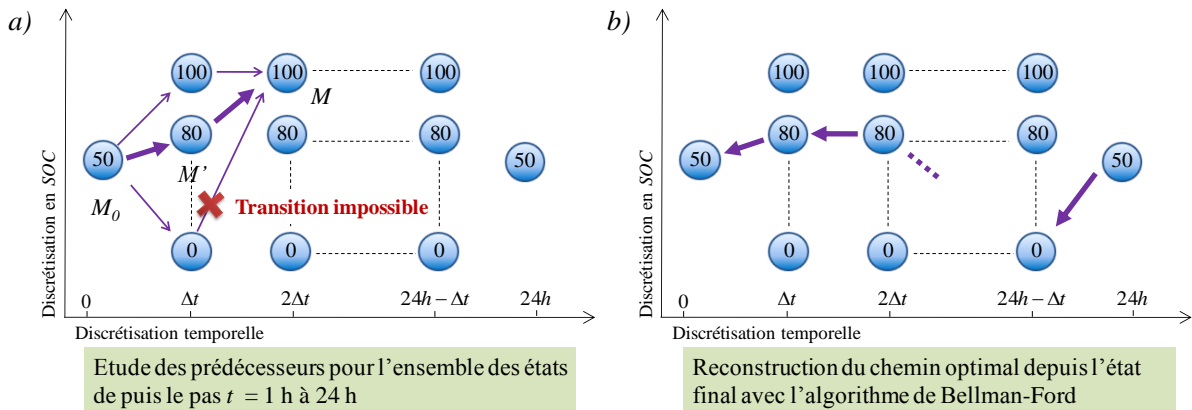 a)
Discrétisation en SOC
100 100 100
M
80 80 80
50 50
M'
M0
Transition impossible
0 0 0
0 Δt 2Δt 24h – Δt 24h
Discrétisation temporelle
Etude des prédécesseurs pour l'ensemble des états
de puis le pas t = 1 h à 24 h
b)
Discrétisation en SOC
100 100 100
80 80 80
50 50
0 0 0
0 Δt 2Δt 24h – Δt 24h
Discrétisation temporelle
Reconstruction du chemin optimal depuis l'état
final avec l'algorithme de Bellman-Ford